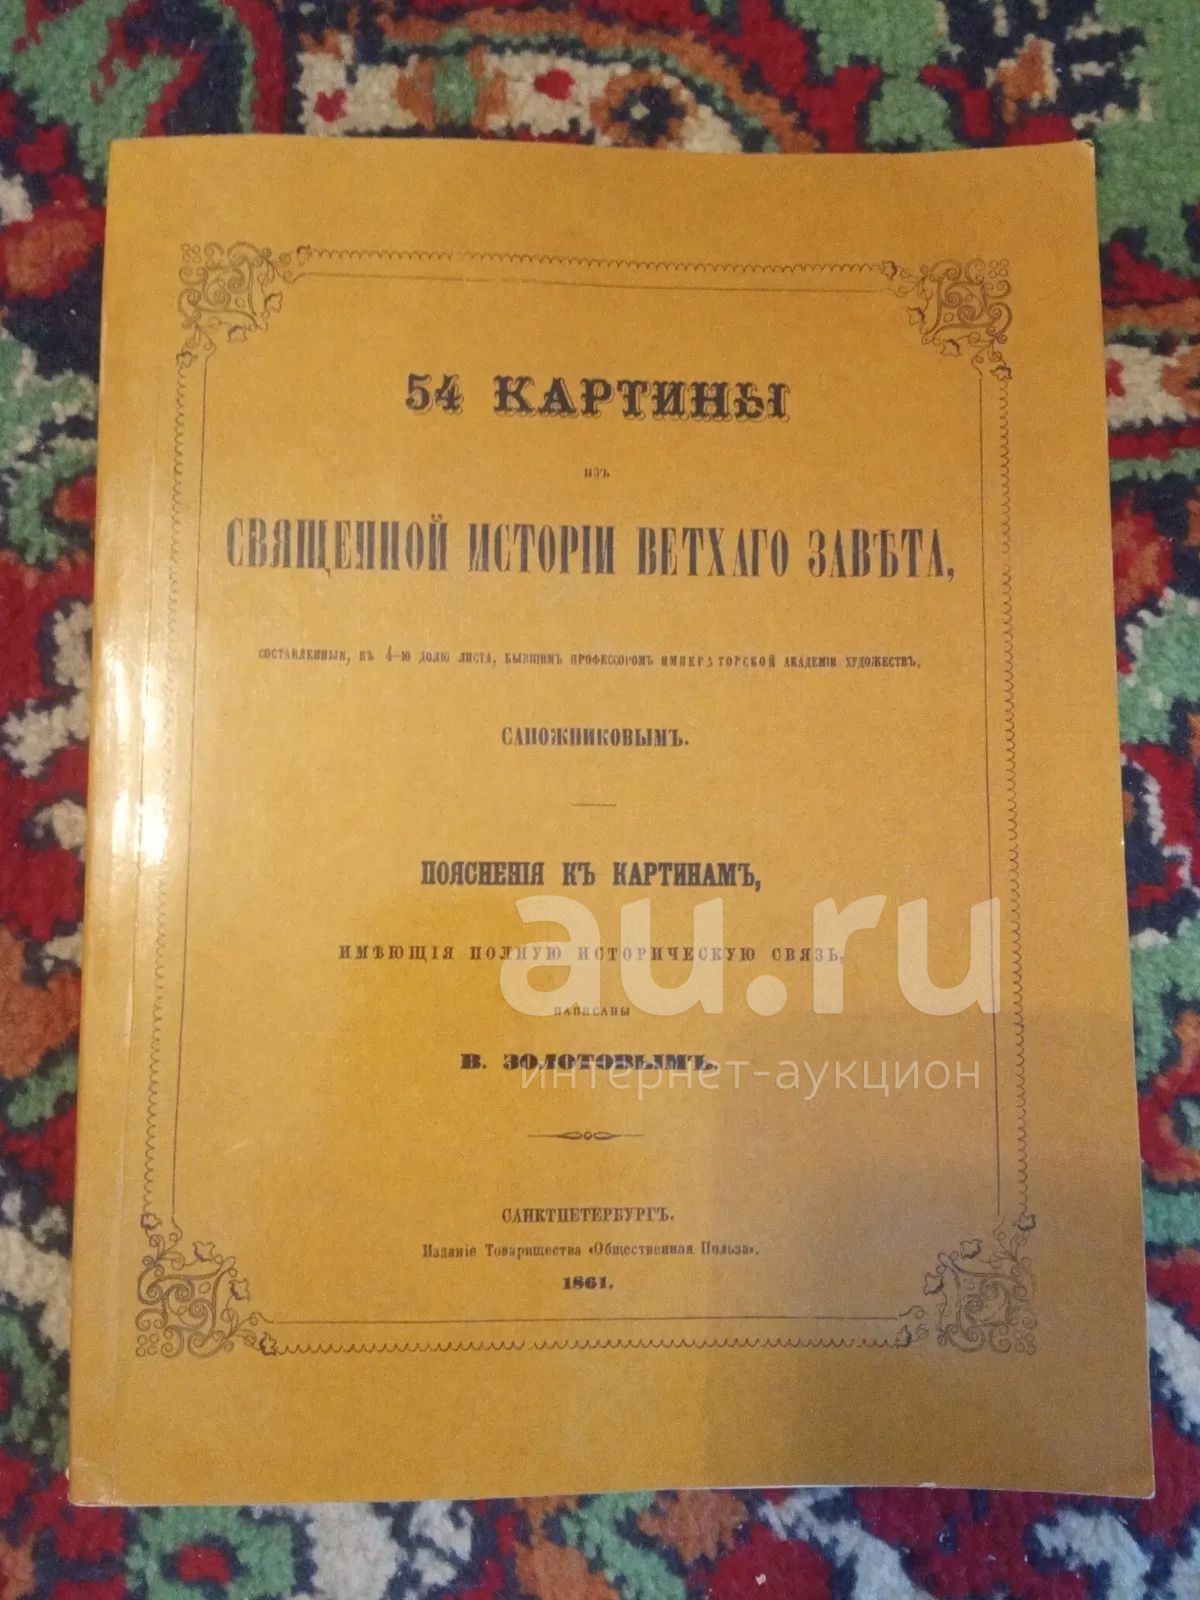 54 КАРТИНЫ
ИЗЪ
СВЯЩЕННОЙ ИСТОРІИ ВЕТХАГО ЗАВѢТА,
СОСТАВЛЕННЫЯ, ВЪ 4-Ю ДОЛЮ ЛИСТА, БЫВШИМЪ ПРОФЕССОРОМЪ ИМПЕРАТОРСКОЙ АКАДЕМІИ ХУДОЖЕСТВЪ,
САПОЖНИКОВЫМЪ.
ПОЯСНЕНІЯ КЪ КАРТИНАМЪ,
ИМѢЮЩІЯ ПОЛНУЮ ИСТОРИЧЕСКУЮ СВЯЗЬ,
НАПИСАНЫ
В. ЗОЛОТОВЫМЪ.
САНКТПЕТЕРБУРГЪ.
Изданіе Товарищества «Общественная Польза».
1861.
au.ru
интернет-аукцион